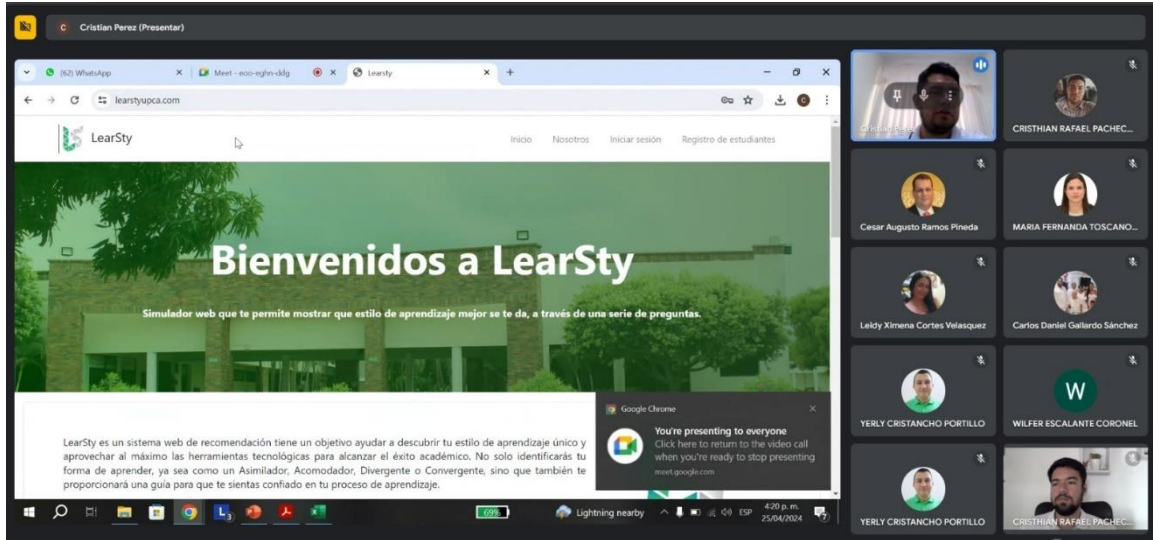 C Cristian Perez (Presentar)
(62) WhatsApp
Meet - eoo-eghn-ddg
Learsty
learstyupca.com
C
LearSty
Inicio Nosotros Iniciar sesión Registro de estudiantes
Bienvenidos a LearSty
Simulador web que te permite mostrar que estilo de aprendizaje mejor se te da, a través de una serie de preguntas.
LearSty es un sistema web de recomendación tiene un objetivo ayudar a descubrir tu estilo de aprendizaje único y
aprovechar al máximo las herramientas tecnológicas para alcanzar el éxito académico. No solo identificarás tu
forma de aprender, ya sea como un Asimilador, Acomodador, Divergente o Convergente, sino que también te
proporcionará una guía para que te sientas confiado en tu proceso de aprendizaje.
Google Chrome
You're presenting to everyone
Click here to return to the video call
when you're ready to stop presenting
meet.google.com
69%
Lightning nearby
ESP
4:20 p. m.
25/04/2024
Cristian Perez
CRISTHIAN RAFAEL PACHEC...
Cesar Augusto Ramos Pineda
MARIA FERNANDA TOSCANO...
Leidy Ximena Cortes Velasquez
Carlos Daniel Gallardo Sánchez
YERLY CRISTANCHO PORTILLO
W
WILFER ESCALANTE CORONEL
YERLY CRISTANCHO PORTILLO
CRISTHIAN RAFAEL PACHEC...